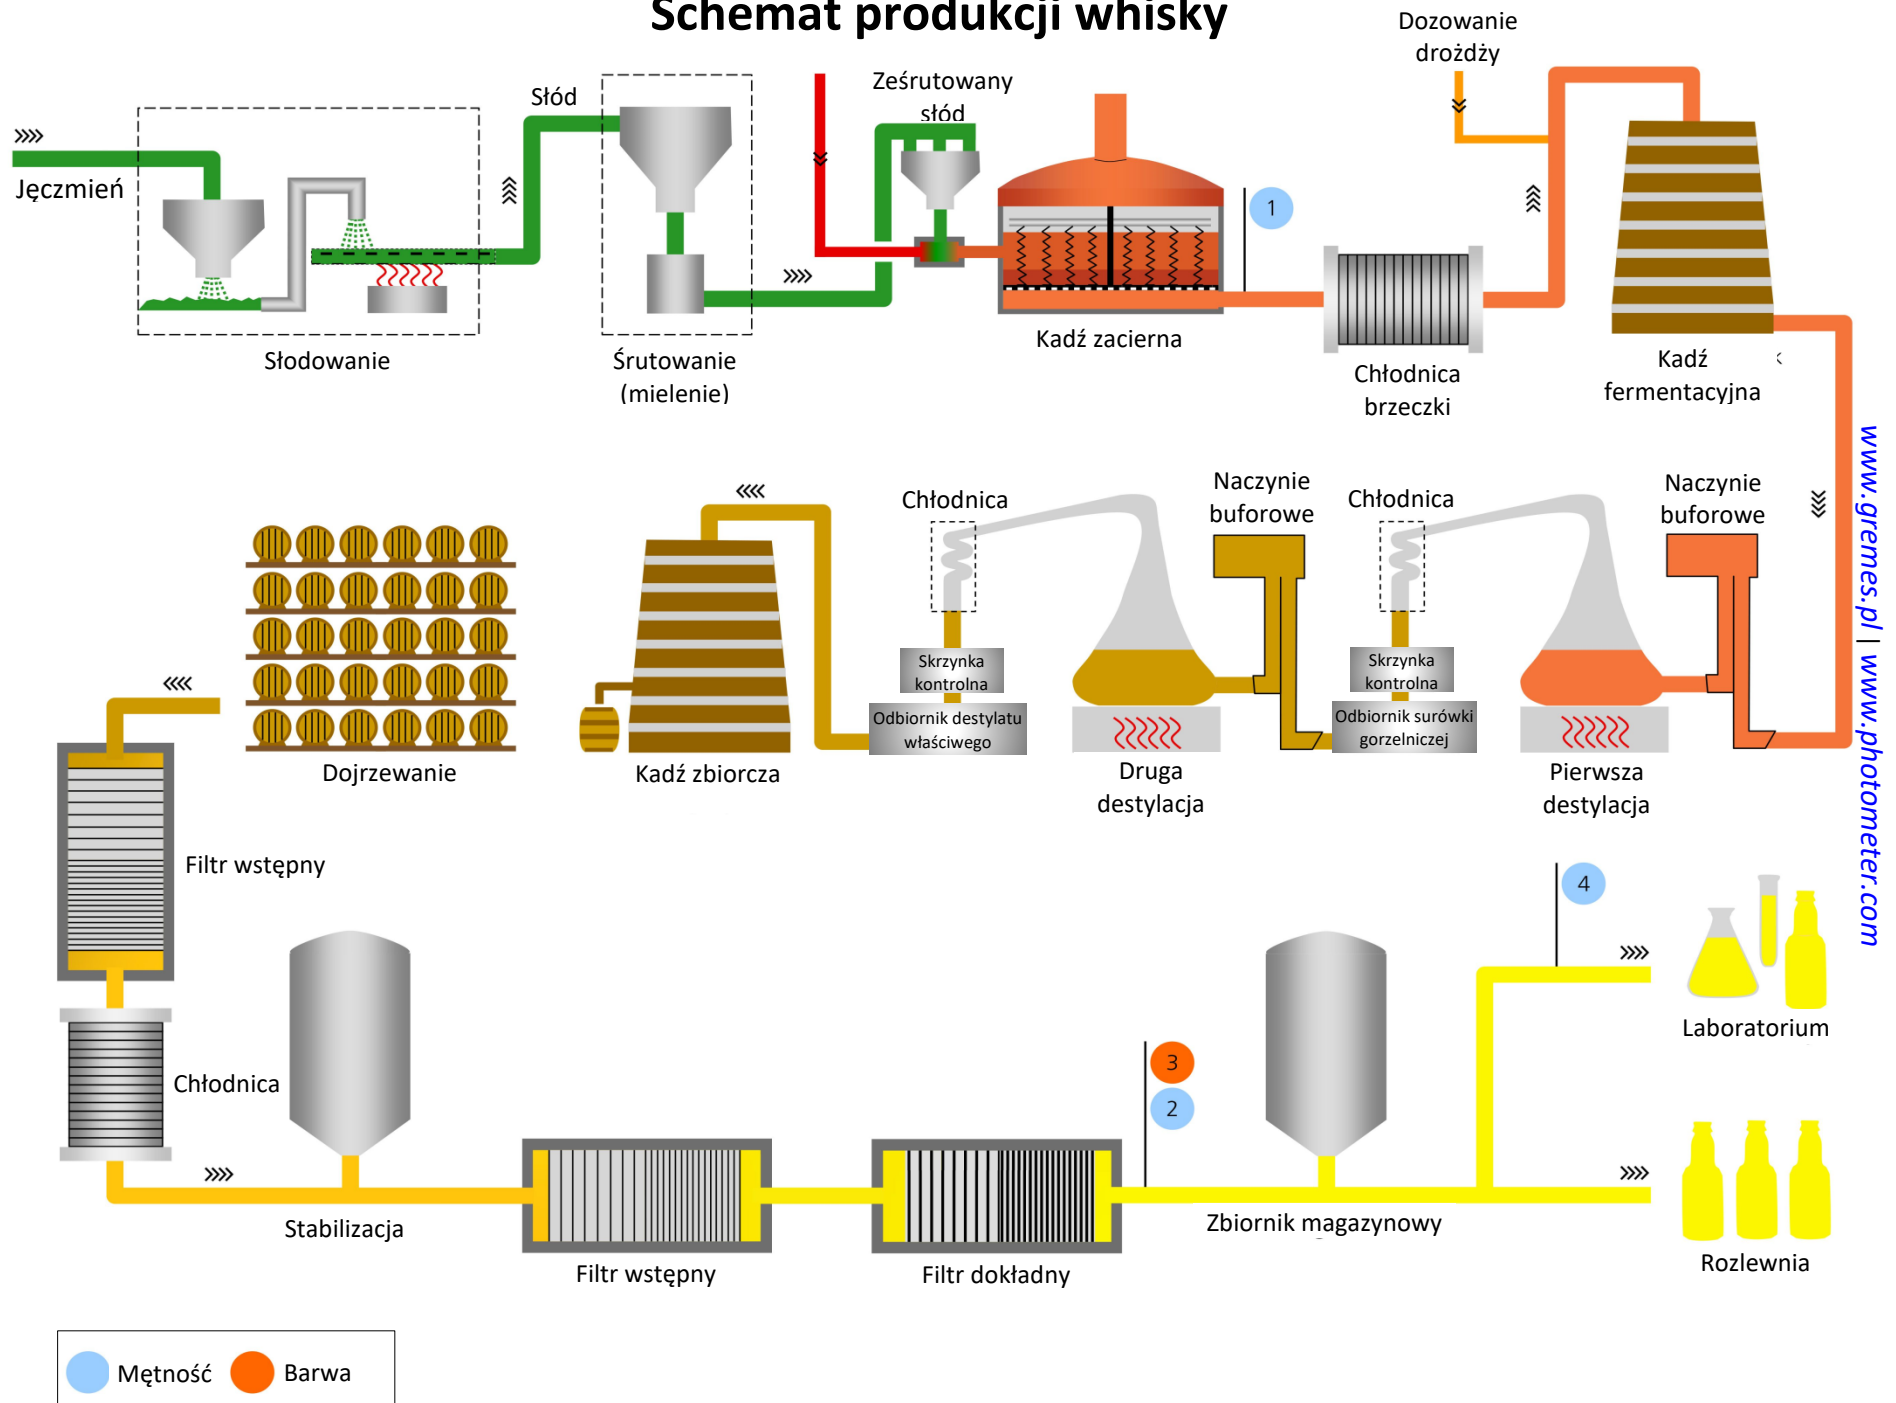 Schemat produkcji whisky
Dozowanie
drożdży
Słód
Ześrutowany
słód
Jęczmień
1
Słodowanie
Śrutowanie
(mielenie)
Kadź zacierna
Chłodnica
brzeczki
Kadź
fermentacyjna
Chłodnica
Naczynie
buforowe
Chłodnica
Naczynie
buforowe
Skrzynka
kontrolna
Odbiornik destylatu
właściwego
Skrzynka
kontrolna
Odbiornik surówki
gorzelniczej
Dojrzewanie
Kadź zbiorcza
Druga
destylacja
Pierwsza
destylacja
www.gremes.pl | www.photometer.com
Filtr wstępny
4
Laboratorium
Chłodnica
3
2
Stabilizacja
Zbiornik magazynowy
Filtr wstępny
Filtr dokładny
Rozlewnia
Mętność
Barwa